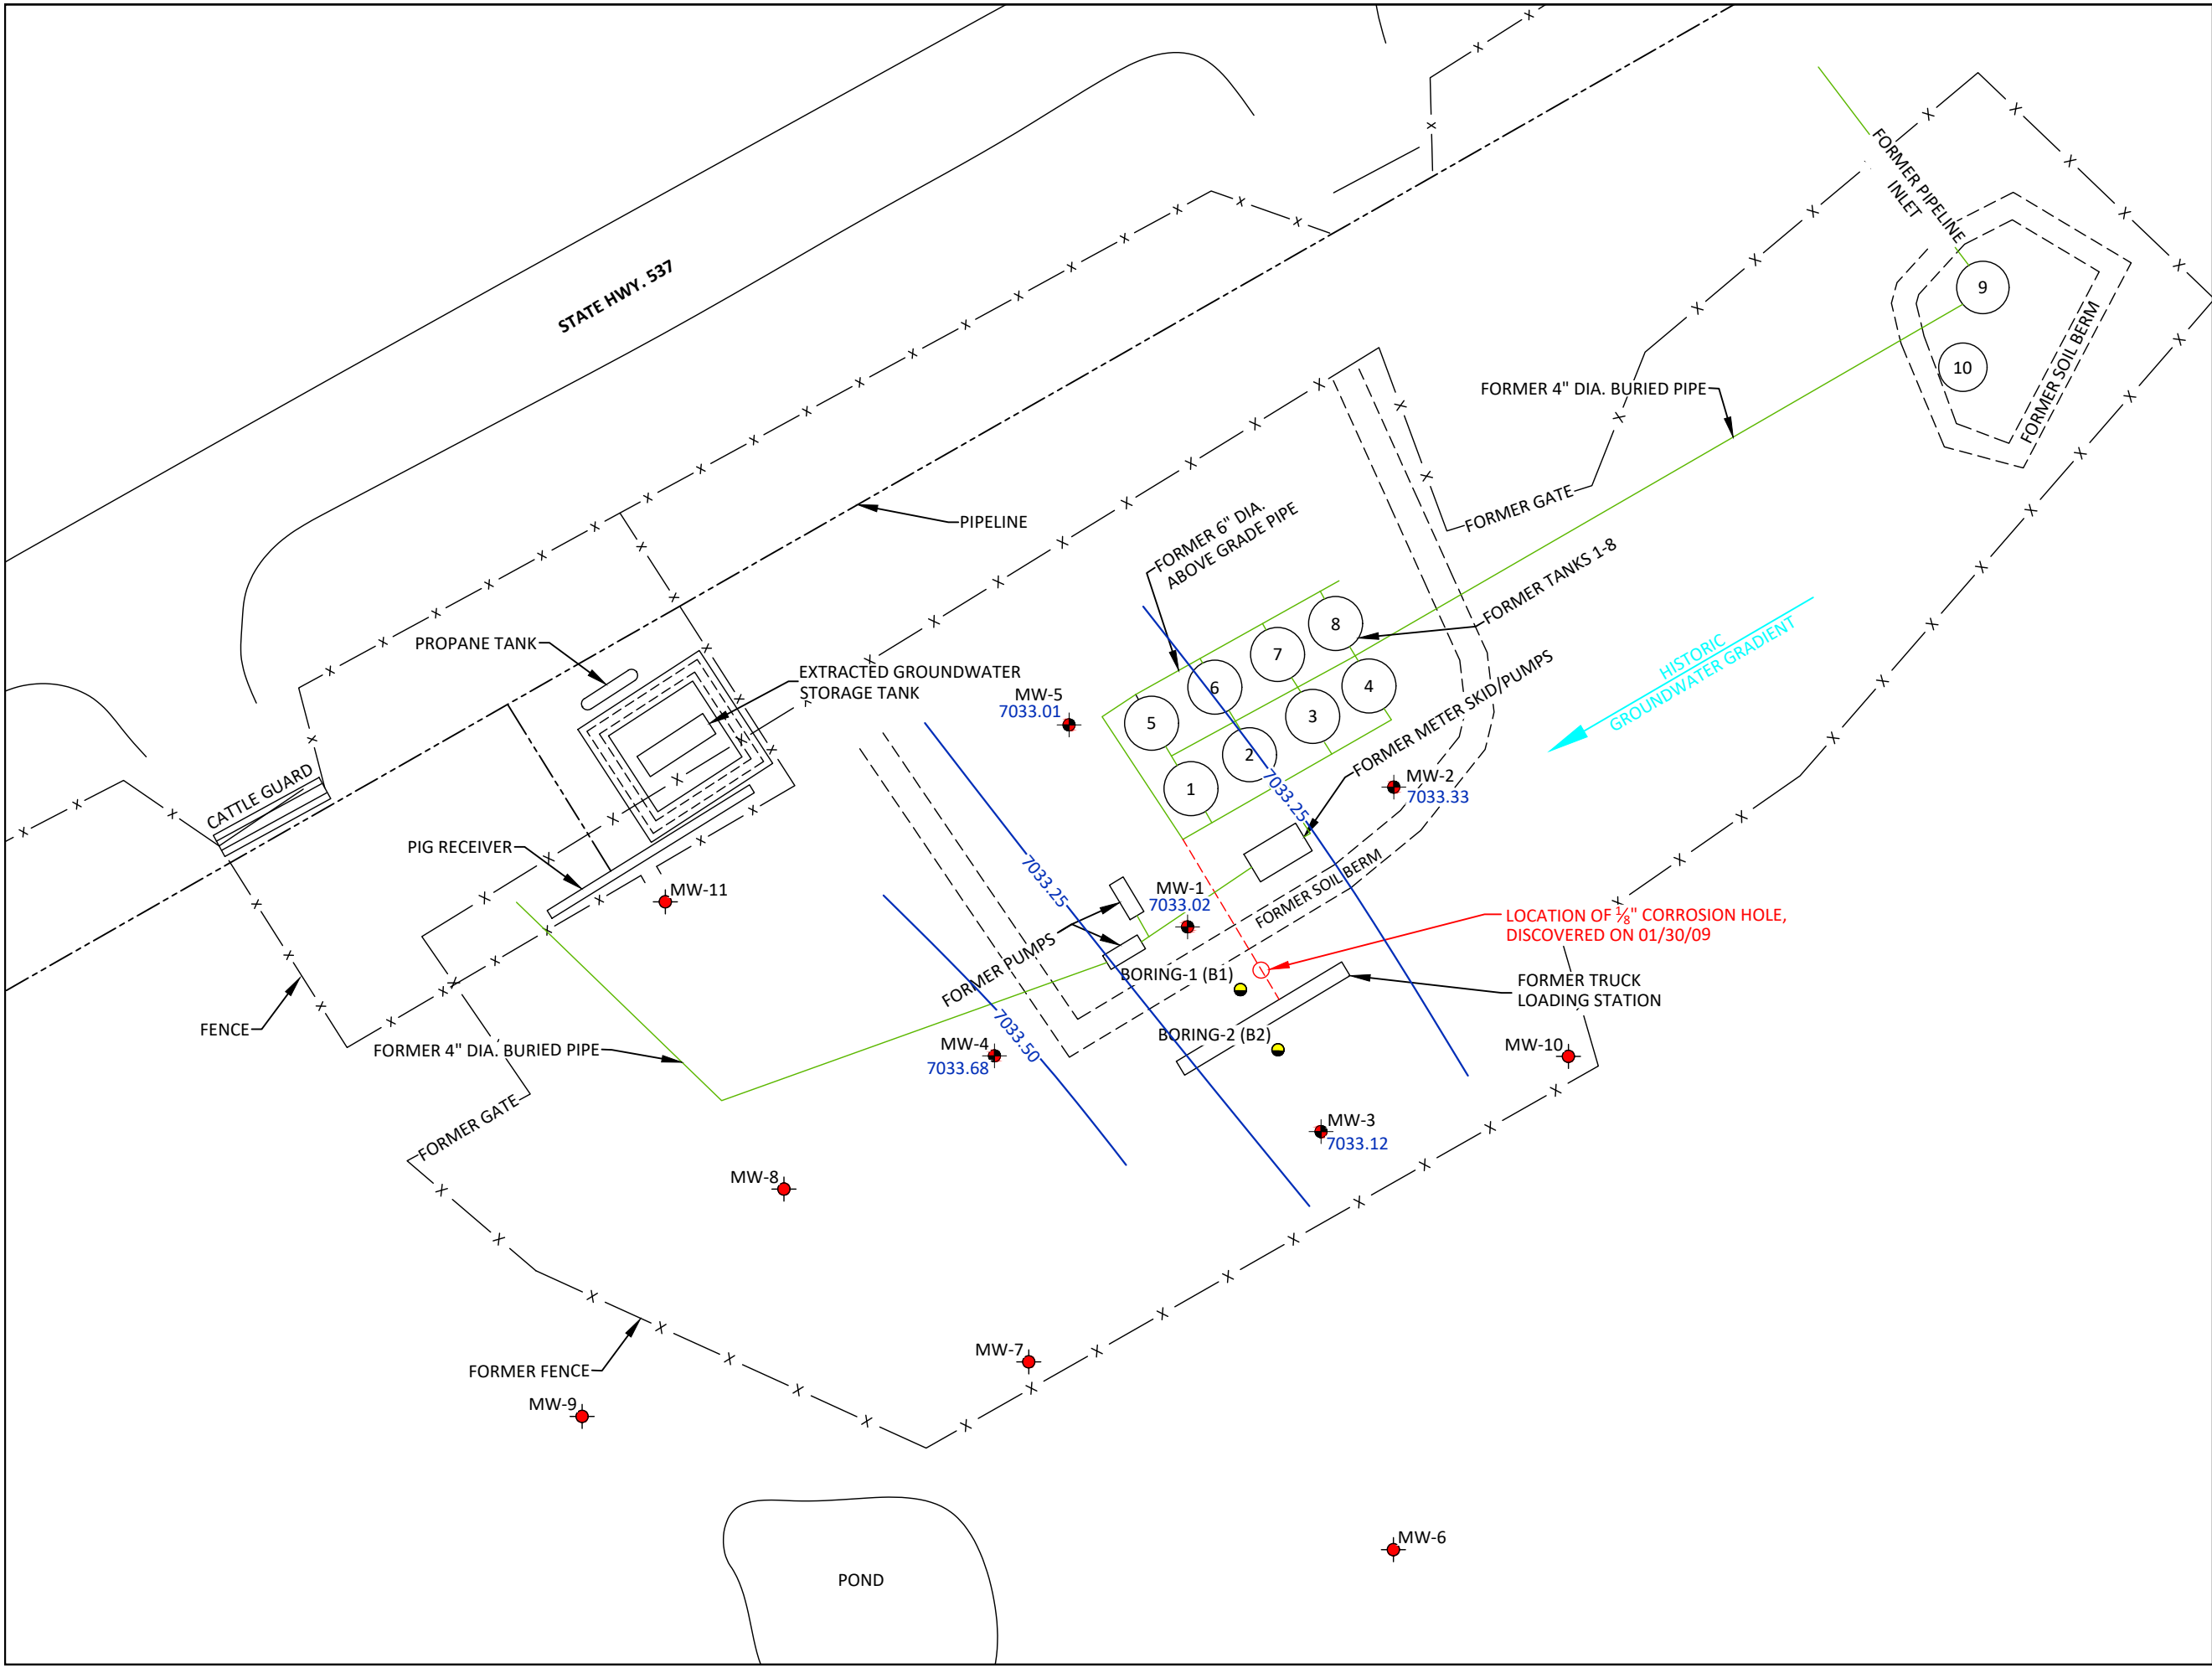 STATE HWY. 537
FORMER PIPELINE
INLET
9
10
FORMER SOIL BERM
FORMER 4" DIA. BURIED PIPE
FORMER GATE
PIPELINE
FORMER 6" DIA.
ABOVE GRADE PIPE
FORMER TANKS 1-8
8
7
6
5
4
3
2
1
HISTORIC
GROUNDWATER GRADIENT
PROPANE TANK
EXTRACTED GROUNDWATER
STORAGE TANK
MW-5
7033.01
FORMER METER SKID/PUMPS
MW-2
7033.33
7033.25
CATTLE GUARD
PIG RECEIVER
MW-11
7033.25
MW-1
7033.02
FORMER SOIL BERM
LOCATION OF ⅛" CORROSION HOLE,
DISCOVERED ON 01/30/09
FORMER PUMPS
BORING-1 (B1)
FORMER TRUCK
LOADING STATION
FENCE
FORMER 4" DIA. BURIED PIPE
MW-4
7033.68
7033.50
BORING-2 (B2)
MW-10
FORMER GATE
MW-3
7033.12
MW-8
FORMER FENCE
MW-7
MW-9
MW-6
POND